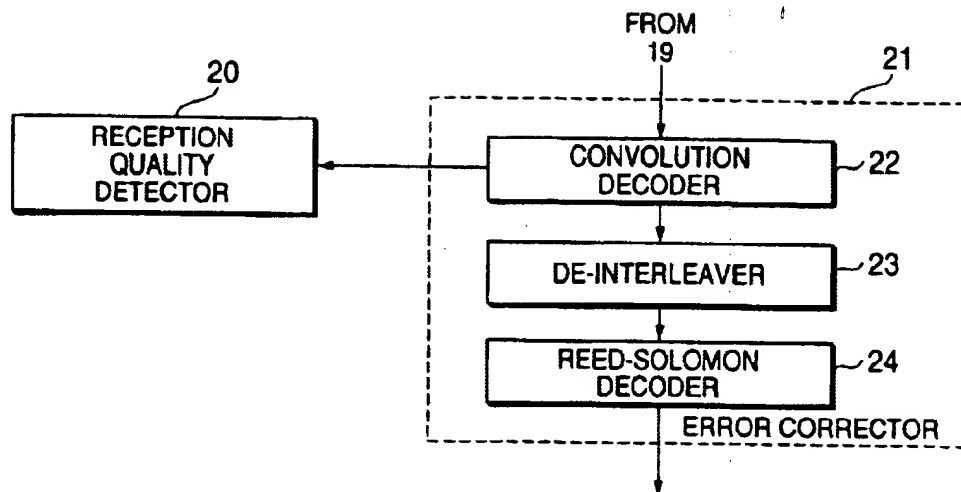 FROM
19
21
20
RECEPTION
QUALITY
DETECTOR
CONVOLUTION
DECODER
22
DE-INTERLEAVER
23
REED-SOLOMON
DECODER
24
ERROR CORRECTOR